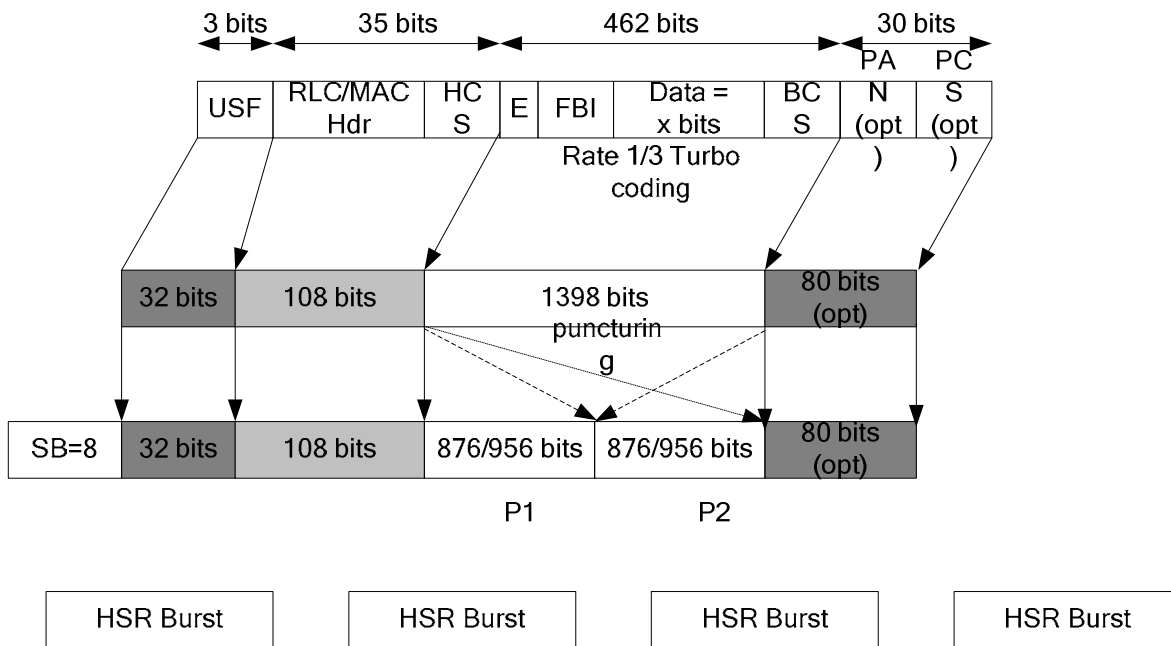 3 bits 35 bits 462 bits 30 bits
USF
RLC/MAC
Hdr
HC
S
E
FBI
Data =
x bits
BC
S
PA
N
(opt
)
PC
S
(opt
)
Rate 1/3 Turbo
coding
32 bits
108 bits
1398 bits
80 bits
(opt)
puncturin
g
SB=8
32 bits
108 bits
876/956 bits
876/956 bits
80 bits
(opt)
P1
P2
HSR Burst
HSR Burst
HSR Burst
HSR Burst